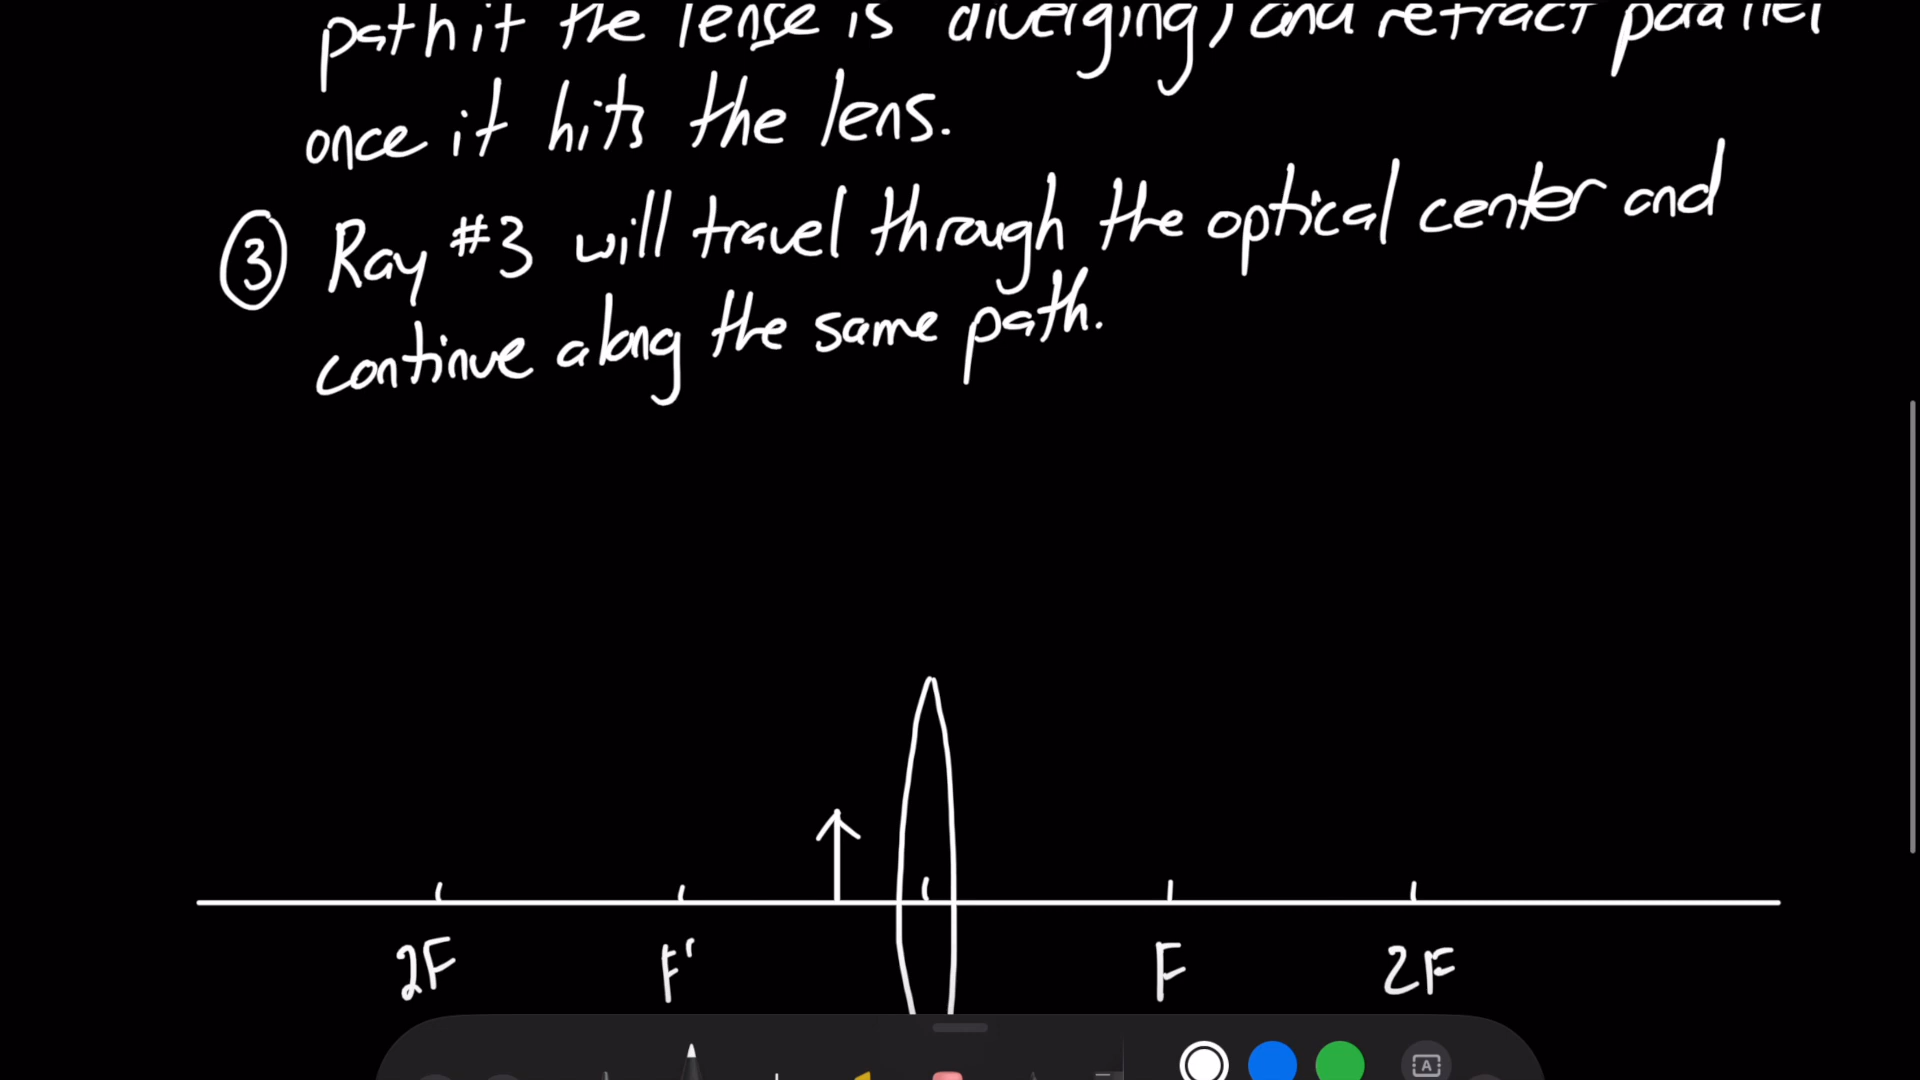 path if the lense is diverging) and refract parallel
once it hits the lens.
③ Ray #3 will travel through the optical center and
continue along the same path.
2F F' F 2F
A